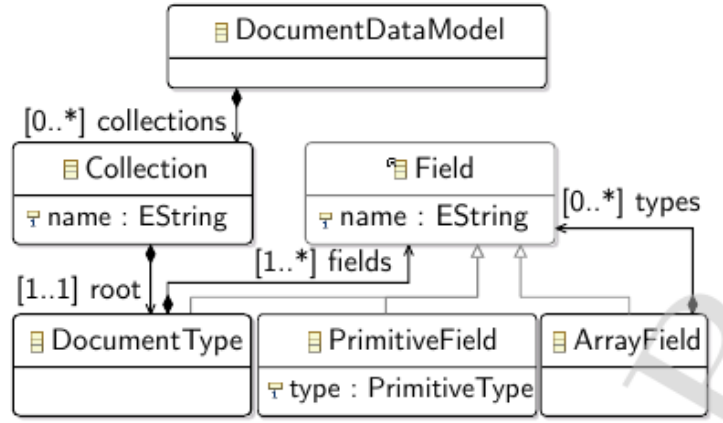 DocumentDataModel
[0..*] collections
Collection
name : EString
Field
name : EString
[0..*] types
[1..*] fields
[1..1] root
DocumentType
PrimitiveField
type : PrimitiveType
ArrayField